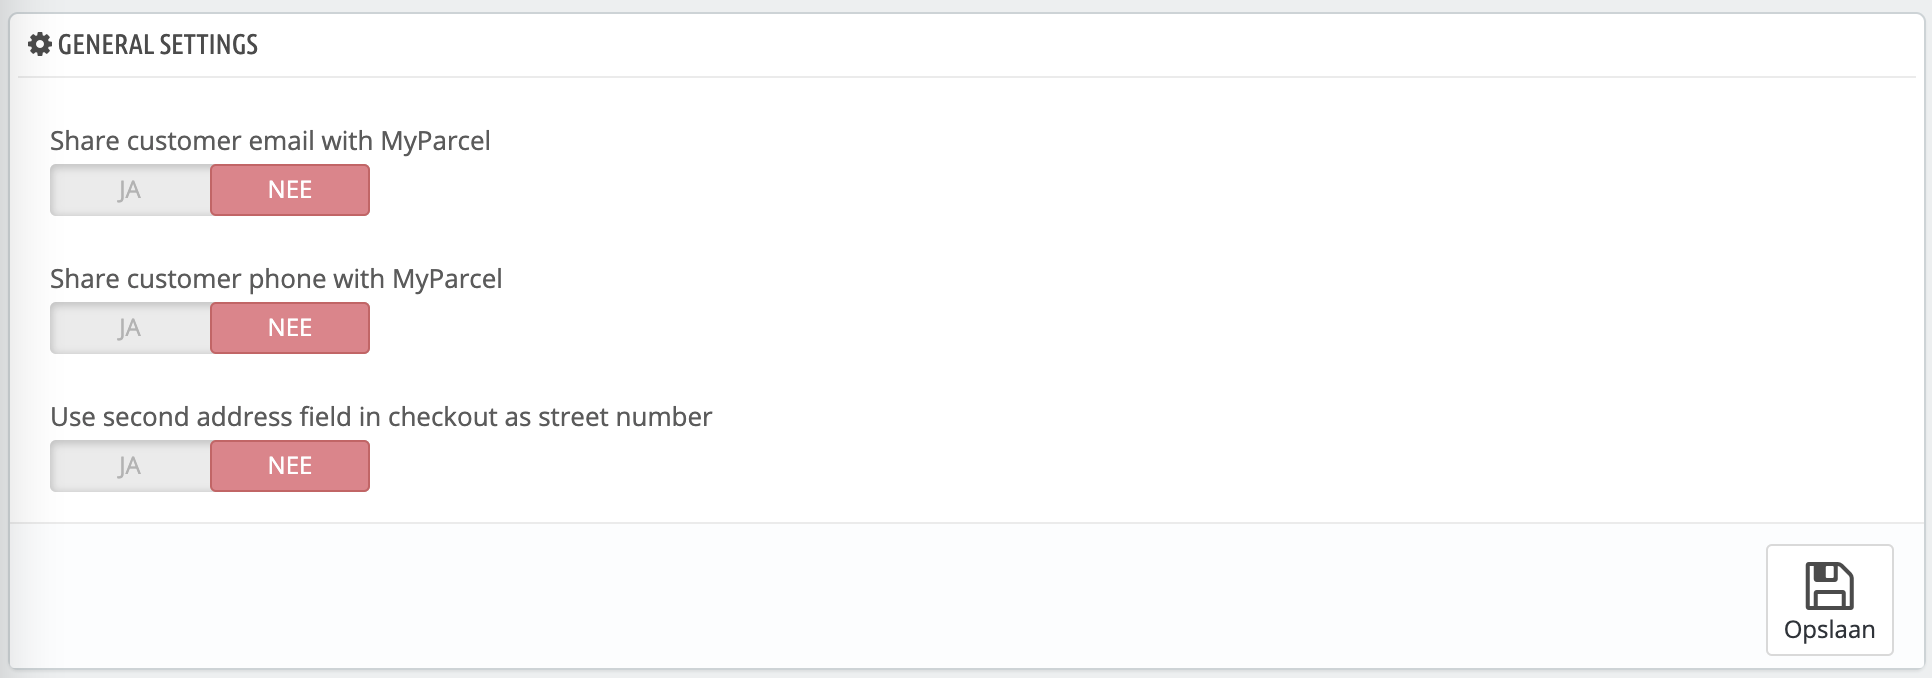 GENERAL SETTINGS
Share customer email with MyParcel
JA NEE
Share customer phone with MyParcel
JA NEE
Use second address field in checkout as street number
JA NEE
Opslaan